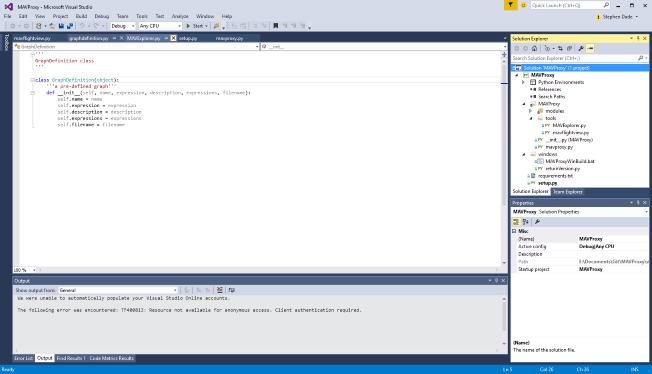 MAVProxy - Microsoft Visual Studio
Quick Launch (Ctrl+Q)
File Edit View Project Build Debug Team Tools Test Analyze Window Help
Stephen Dade
Debug Any CPU Start
Toolbox
mavflightview.py graphdefinition.py MAVExplorer.py setup.py mavproxy.py
GraphDefinition __init__
'''
GraphDefinition class
'''
class GraphDefinition(object):
'''a pre-defined graph'''
def __init__(self, name, expression, description, expressions, filename):
self.name = name
self.expression = expression
self.description = description
self.expressions = expressions
self.filename = filename
100 %
Output
Show output from: General
We were unable to automatically populate your Visual Studio Online accounts.
The following error was encountered: TF400813: Resource not available for anonymous access. Client authentication required.
Error List Output Find Results 1 Code Metrics Results
Solution Explorer
Search Solution Explorer (Ctrl+;)
Solution 'MAVProxy' (1 project)
MAVProxy
Python Environments
References
Search Paths
MAVProxy
modules
tools
MAVExplorer.py
mavflightview.py
__init__.py (MAVProxy)
mavproxy.py
windows
MAVProxyWinBuild.bat
returnVersion.py
requirements.txt
setup.py
Solution Explorer Team Explorer
Properties
MAVProxy Solution Properties
Misc
(Name) MAVProxy
Active config Debug|Any CPU
Description
Path E:\Documents\Git\MAVProxy\
Startup project MAVProxy
(Name)
The name of the solution file.
Ready Ln 5 Col 26 Ch 26 INS